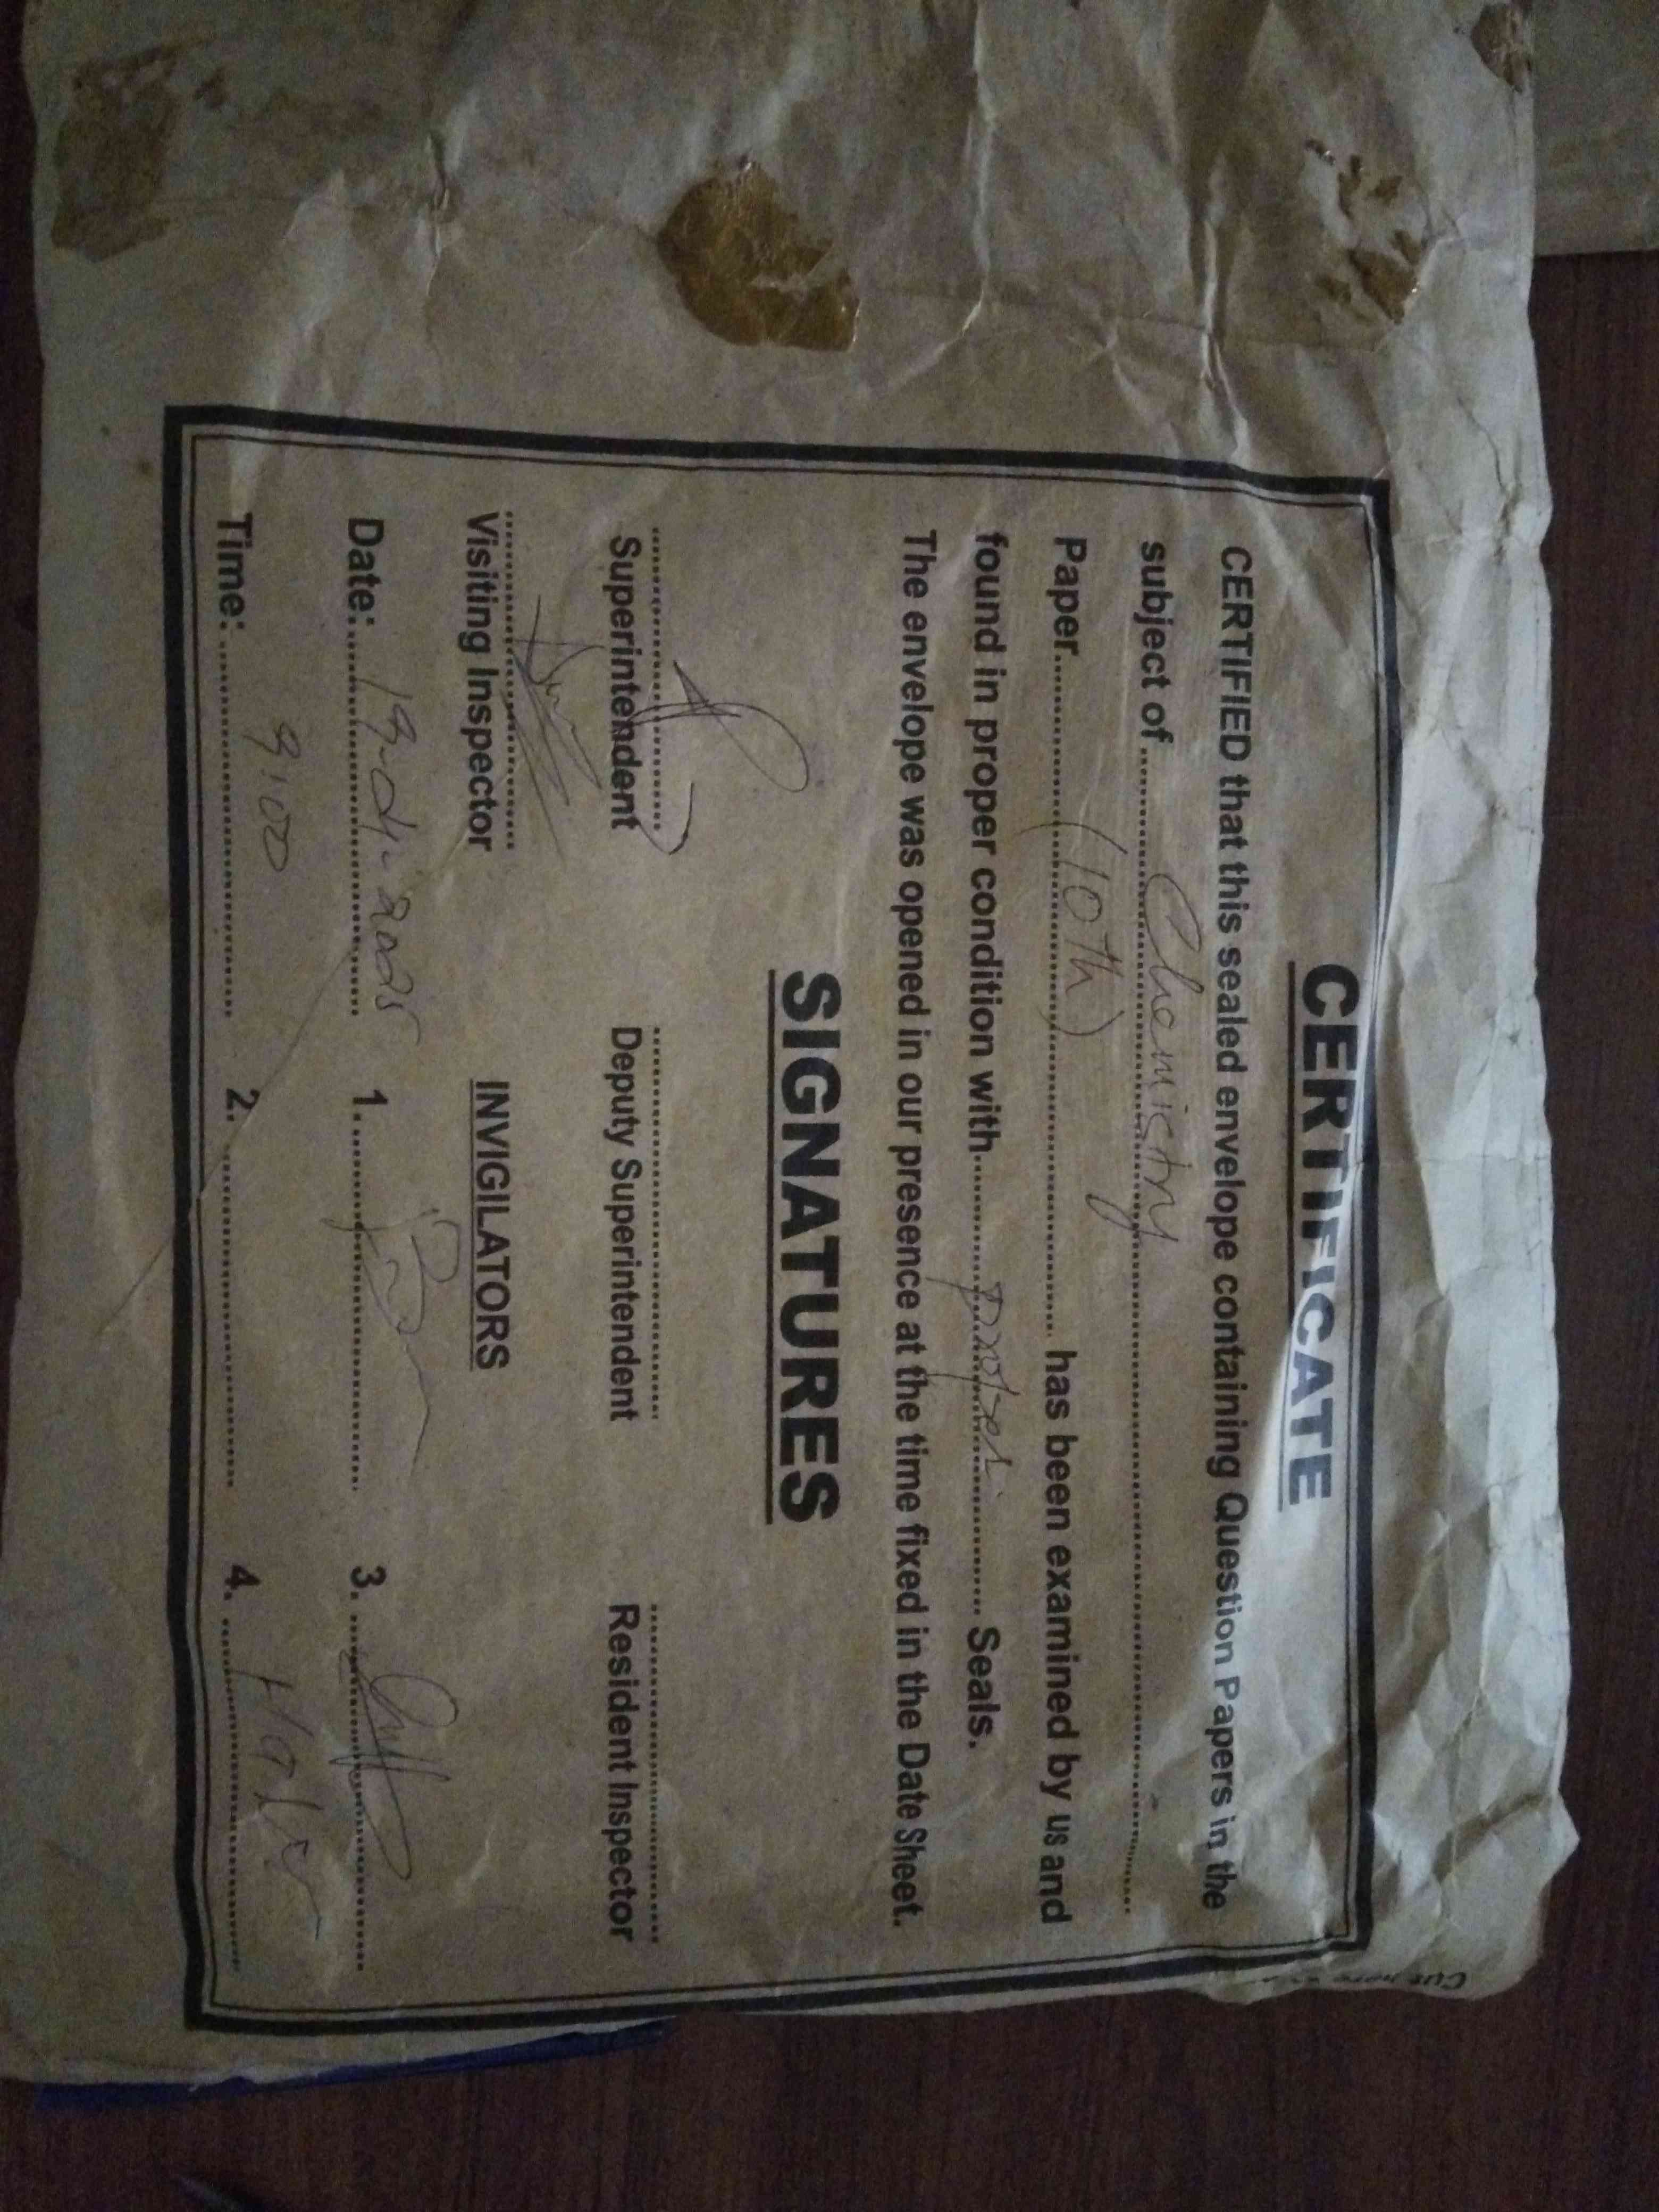 CERTIFICATE
CERTIFIED that this sealed envelope containing Question Papers in the
subject of Chemistry
Paper (10th) has been examined by us and
found in proper condition with proper Seals.
The envelope was opened in our presence at the time fixed in the Date Sheet.
SIGNATURES
Superintendent Deputy Superintendent Resident Inspector
Visiting Inspector INVIGILATORS
Date: 1. 3.
Time: 9:00 2. 4.
Cut here